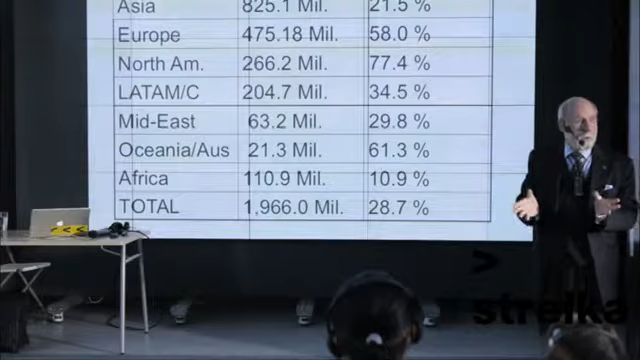 Asia 825.1 Mil. 21.5 %
Europe 475.18 Mil. 58.0 %
North Am. 266.2 Mil. 77.4 %
LATAM/C 204.7 Mil. 34.5 %
Mid-East 63.2 Mil. 29.8 %
Oceania/Aus 21.3 Mil. 61.3 %
Africa 110.9 Mil. 10.9 %
TOTAL 1,966.0 Mil. 28.7 %
strelka